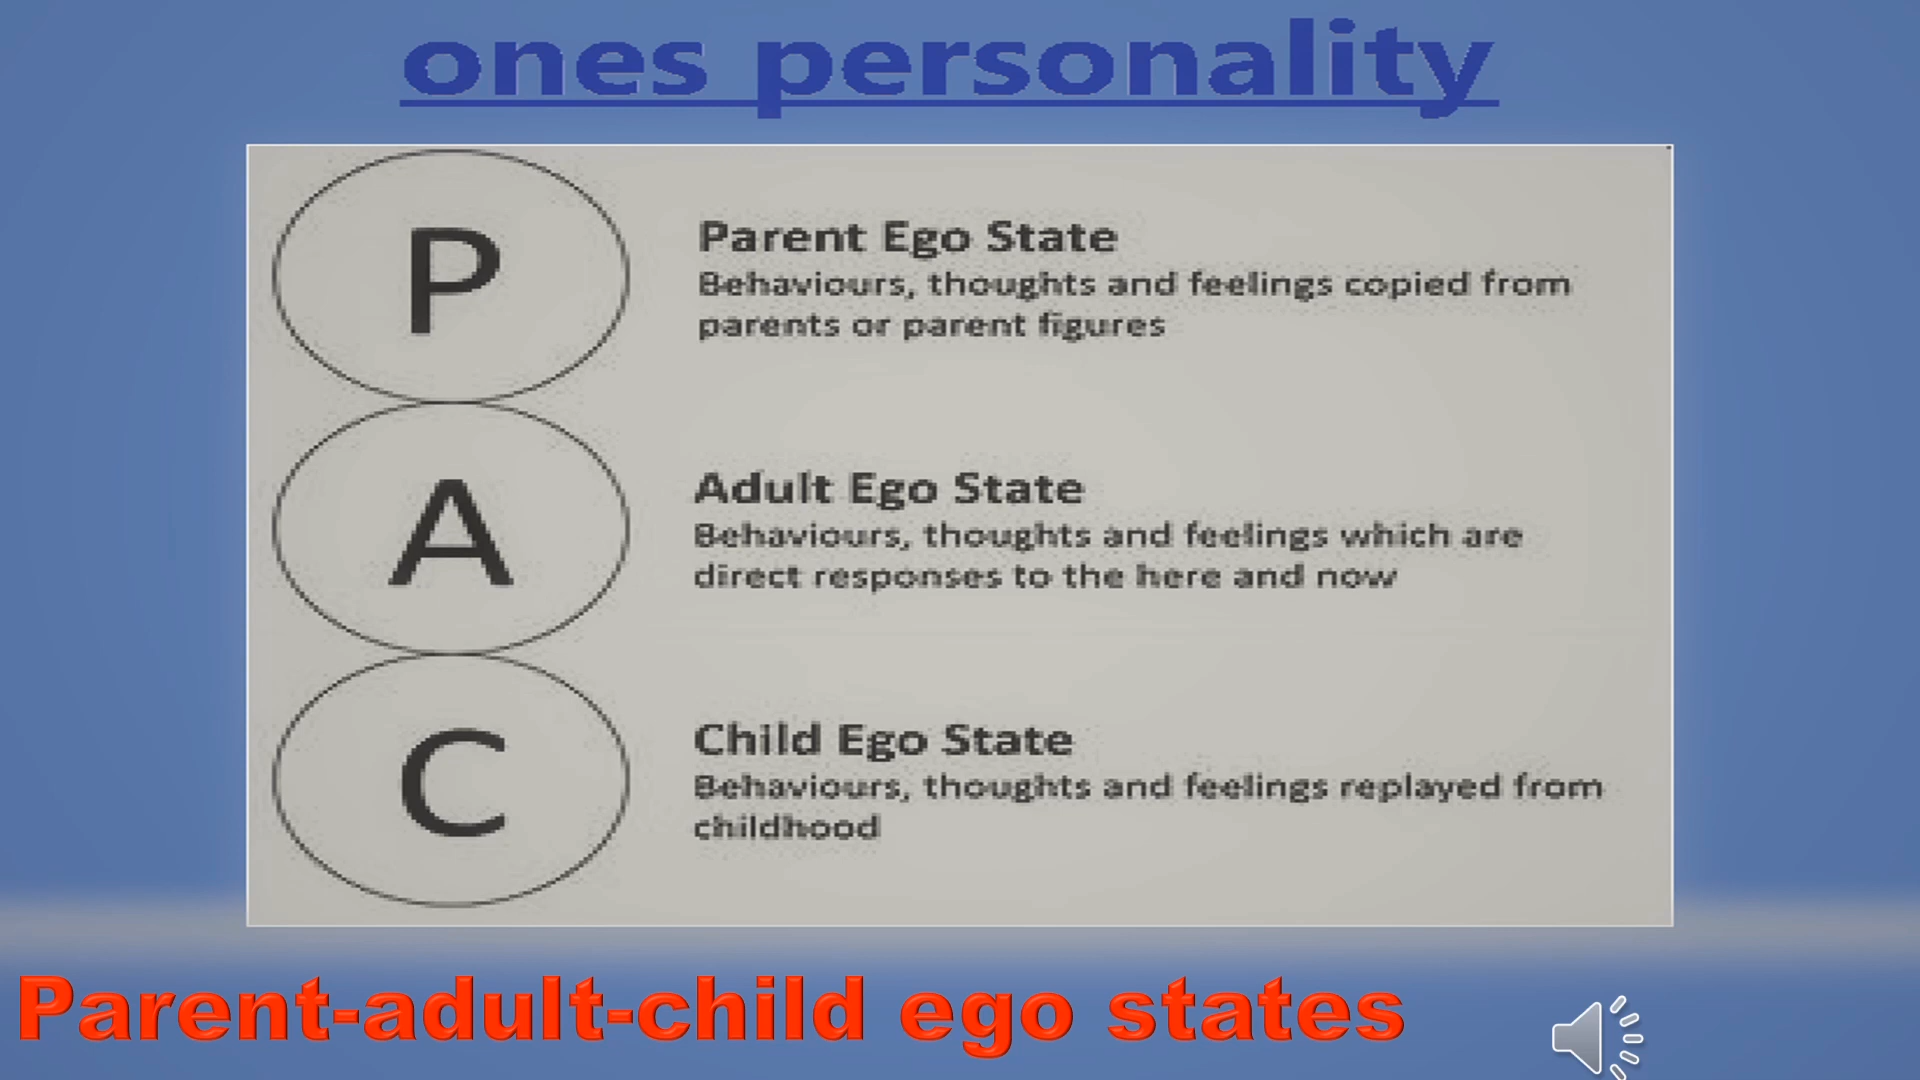 ones personality
P
Parent Ego State
Behaviours, thoughts and feelings copied from
parents or parent figures
A
Adult Ego State
Behaviours, thoughts and feelings which are
direct responses to the here and now
C
Child Ego State
Behaviours, thoughts and feelings replayed from
childhood
Parent-adult-child ego states